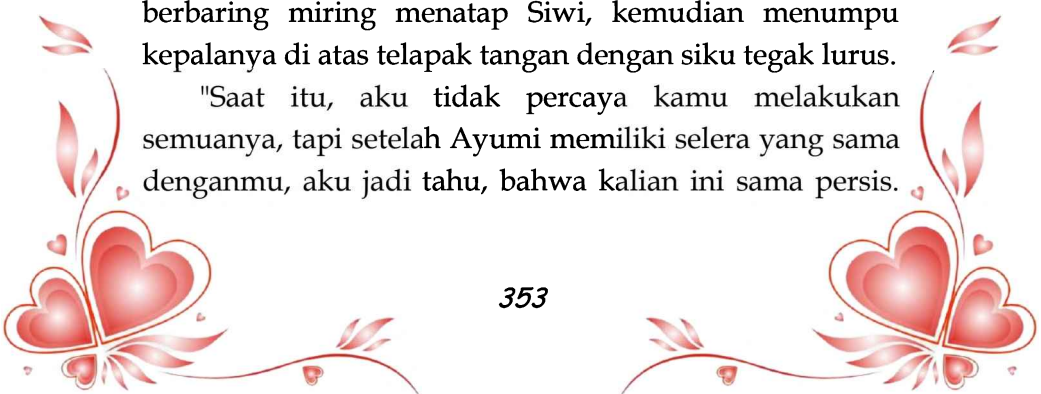 berbaring miring menatap Siwi, kemudian menumpu
kepalanya di atas telapak tangan dengan siku tegak lurus.
"Saat itu, aku tidak percaya kamu melakukan
semuanya, tapi setelah Ayumi memiliki selera yang sama
denganmu, aku jadi tahu, bahwa kalian ini sama persis.
353